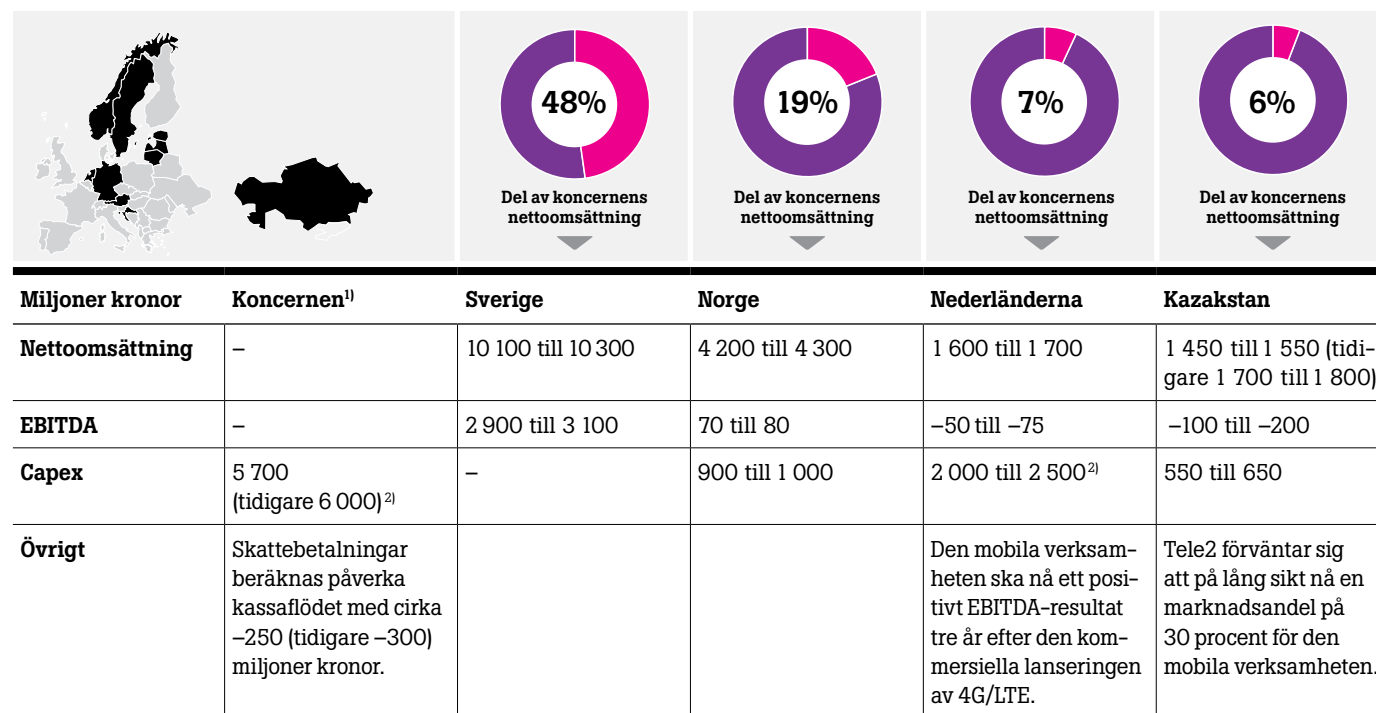 48%
19%
7%
6%
Del av koncernens
nettoomsättning
Del av koncernens
nettoomsättning
Del av koncernens
nettoomsättning
Del av koncernens
nettoomsättning
Miljoner kronor
Koncernen1)
Sverige
Norge
Nederländerna
Kazakstan
Nettoomsättning
–
10 100 till 10 300
4 200 till 4 300
1 600 till 1 700
1 450 till 1 550 (tidi-
gare 1 700 till 1 800)
EBITDA
–
2 900 till 3 100
70 till 80
–50 till –75
–100 till –200
Capex
5 700
(tidigare 6 000) 2)
–
900 till 1 000
2 000 till 2 500 2)
550 till 650
Övrigt
Skattebetalningar
beräknas påverka
kassaflödet med cirka
–250 (tidigare –300)
miljoner kronor.
Den mobila verksam-
heten ska nå ett posi-
tivt EBITDA-resultat
tre år efter den kom-
mersiella lanseringen
av 4G/LTE.
Tele2 förväntar sig
att på lång sikt nå en
marknadsandel på
30 procent för den
mobila verksamheten.